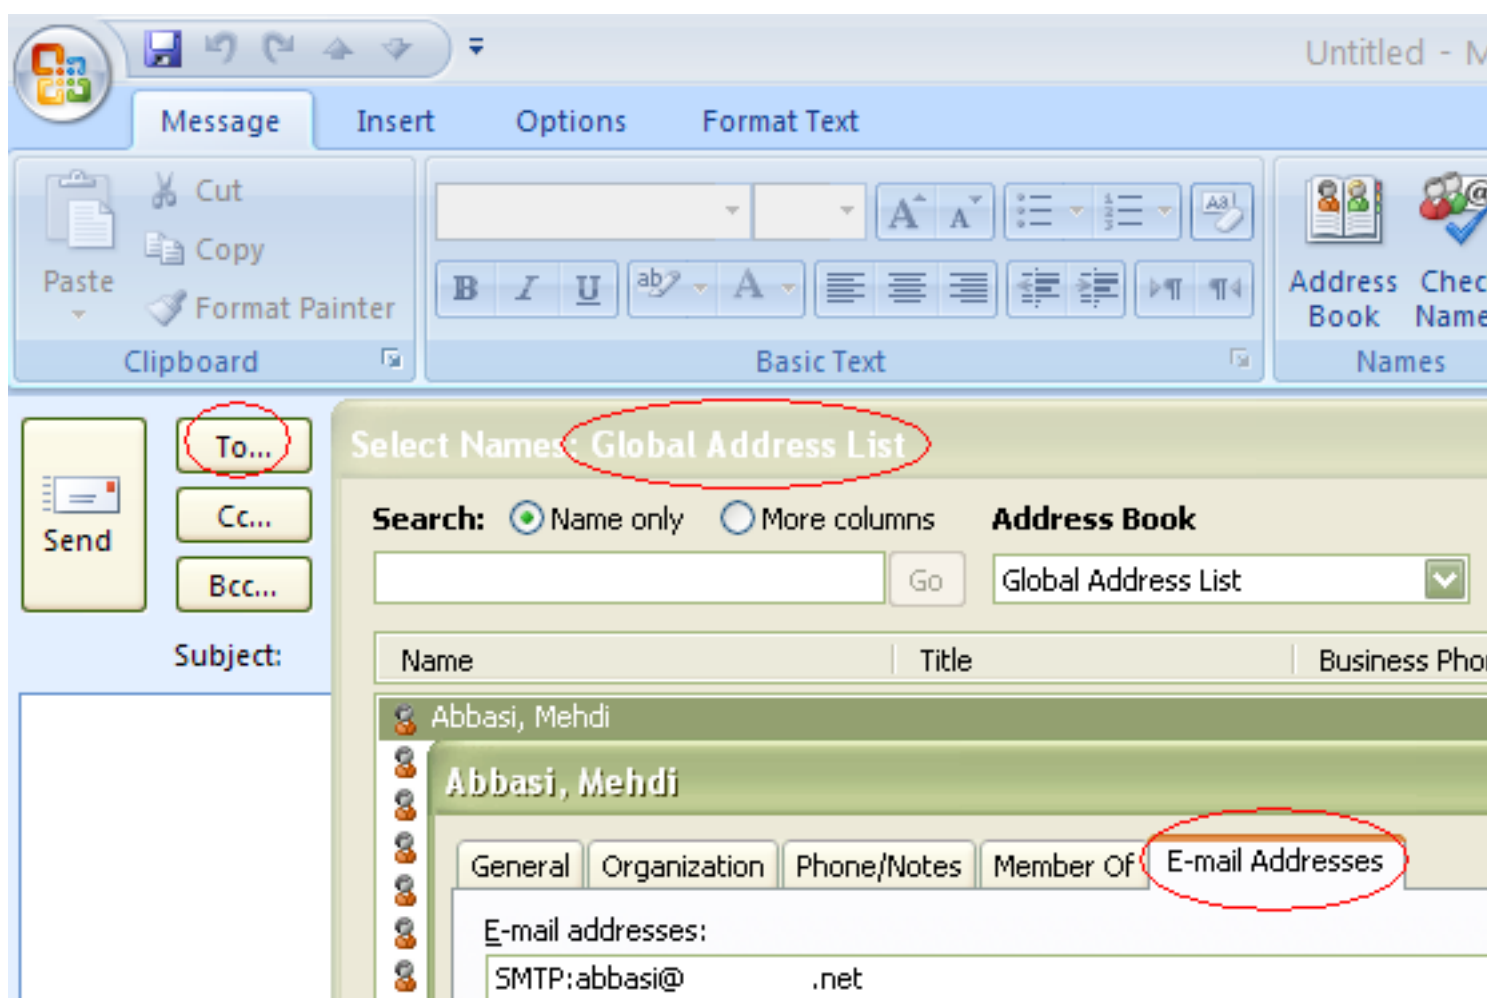 Untitled -
Message Insert Options Format Text
Cut
Copy
Paste
Format Painter
Clipboard
Basic Text
Address Book
Names
To...
Cc...
Bcc...
Send
Subject:
Select Names: Global Address List
Search: Name only More columns Address Book
Go
Global Address List
Name Title Business
Abbasi, Mehdi
Abbasi, Mehdi
General Organization Phone/Notes Member Of E-mail Addresses
E-mail addresses:
SMTP:abbasi@ .net